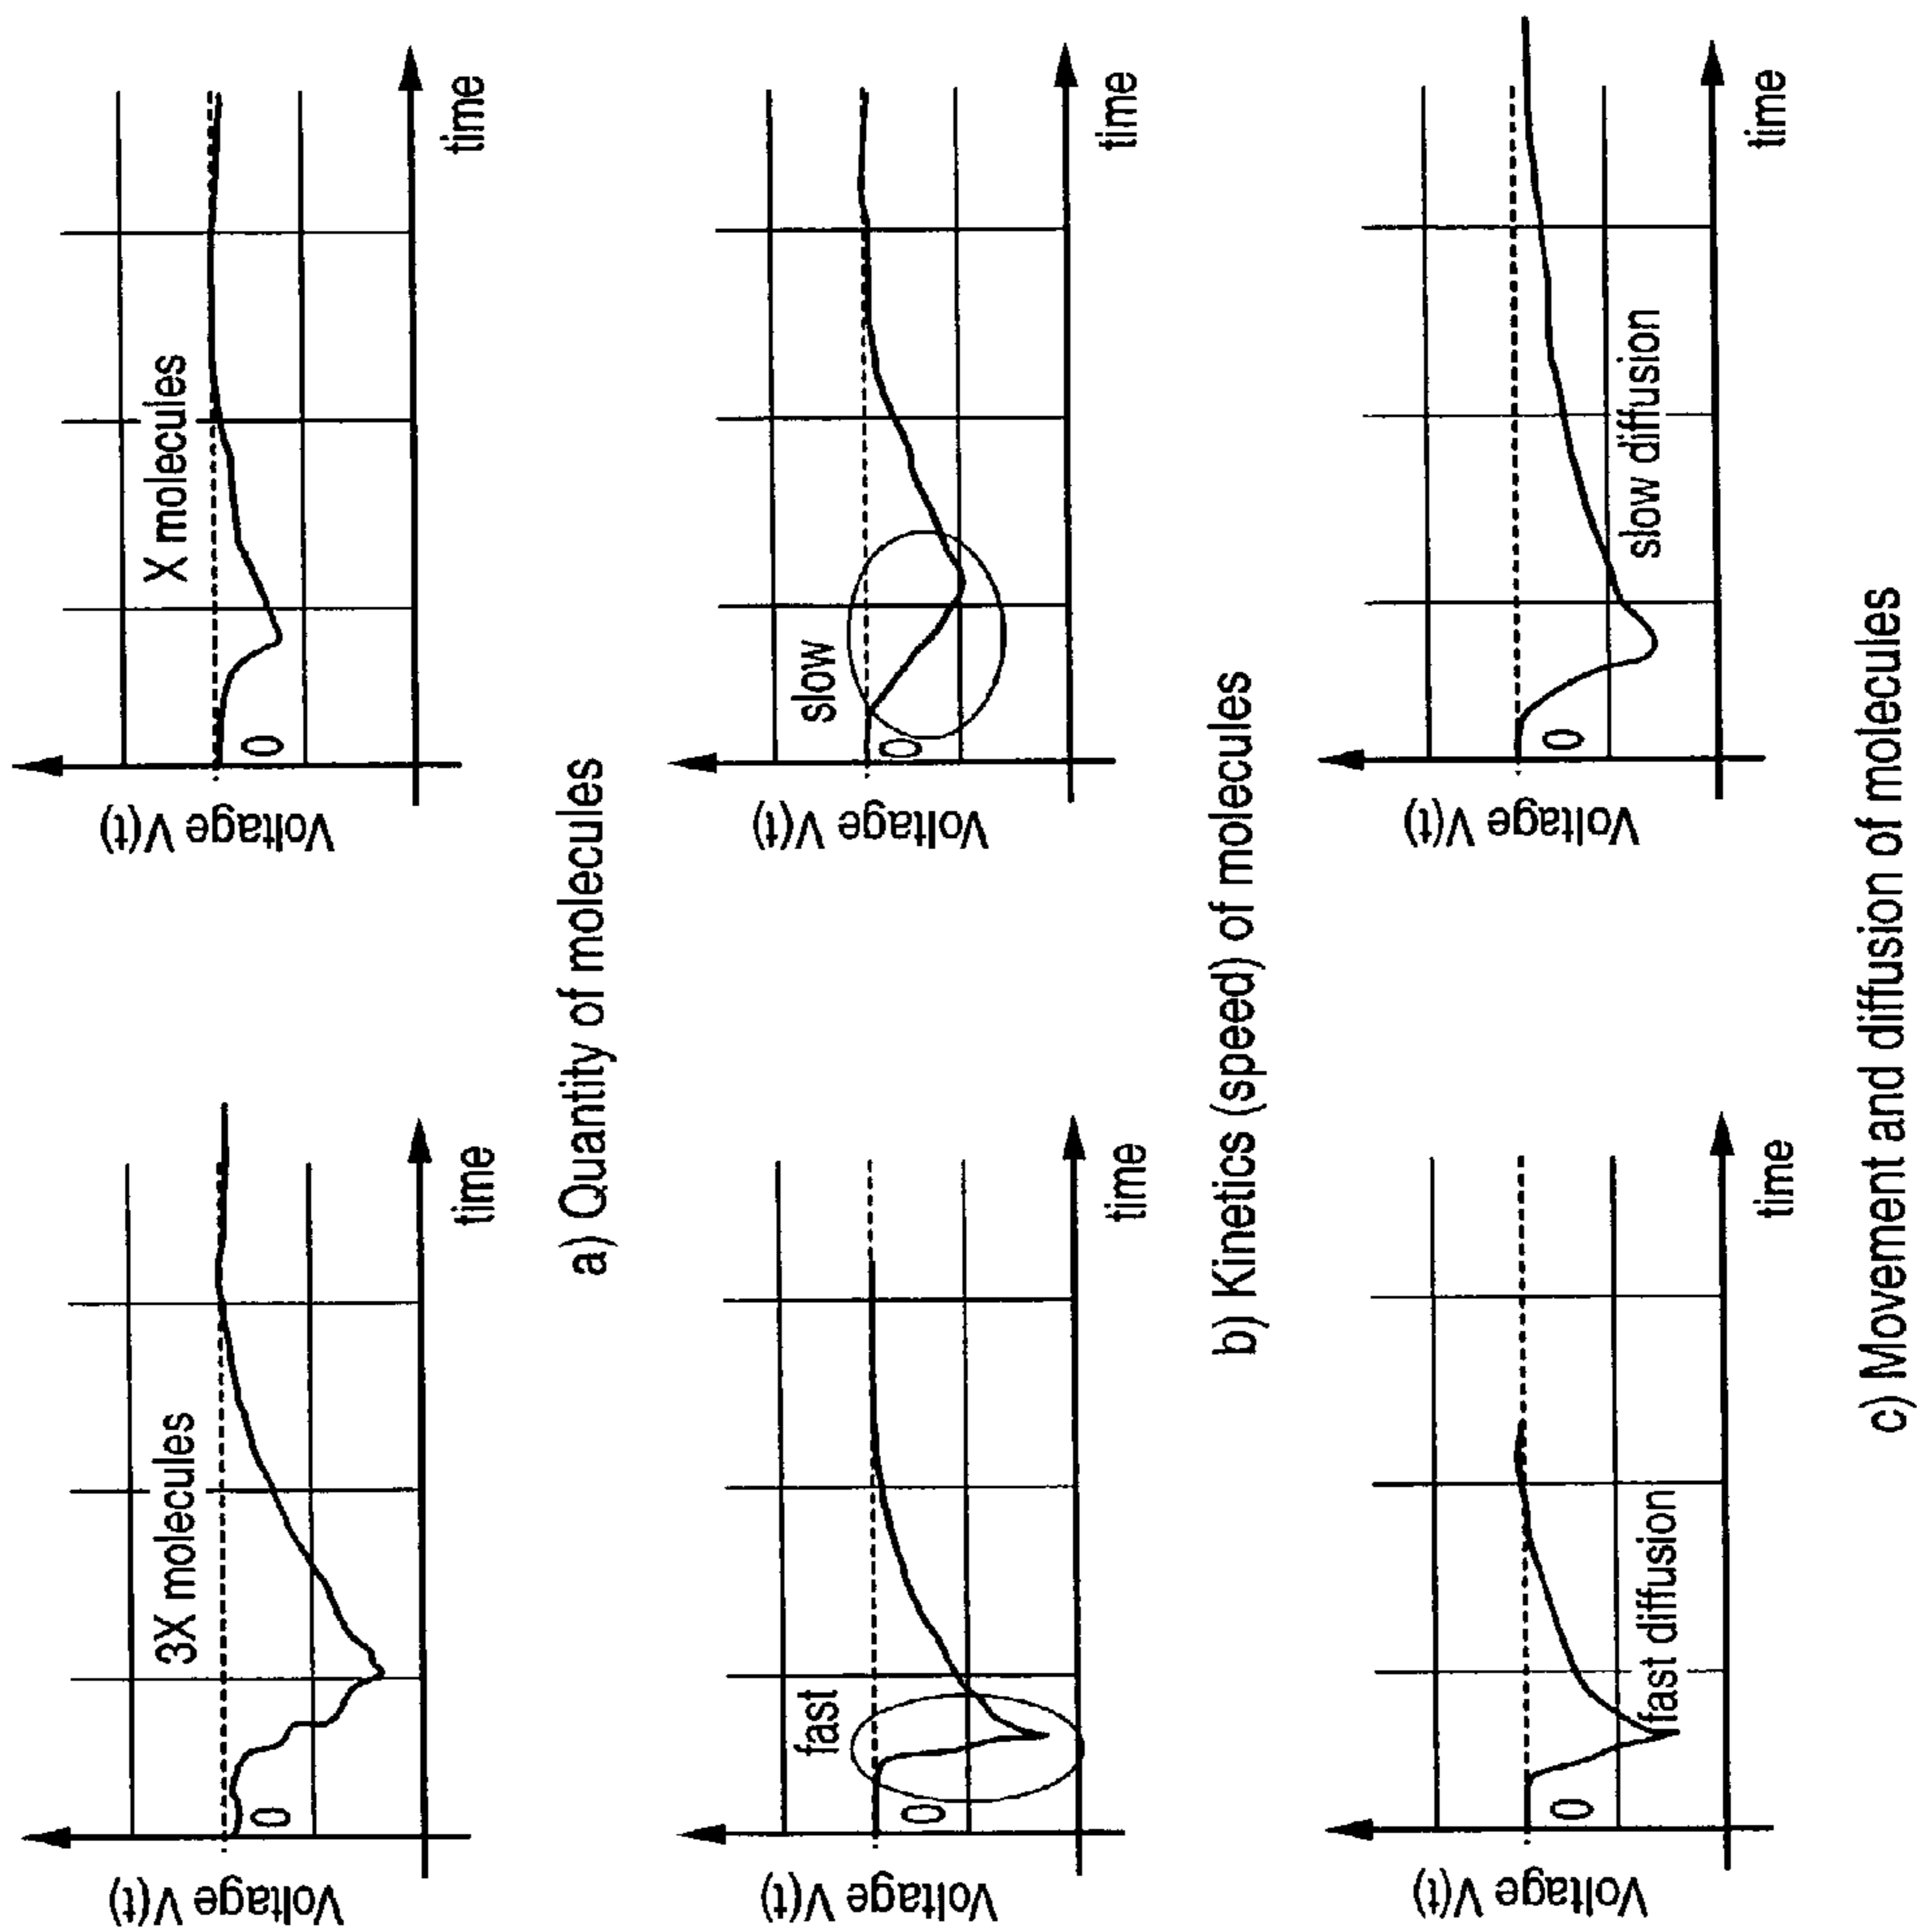 Voltage V(t)
3X molecules
0
time
Voltage V(t)
X molecules
0
time
a) Quantity of molecules
Voltage V(t)
fast
0
time
Voltage V(t)
slow
0
time
b) Kinetics (speed) of molecules
Voltage V(t)
0
fast diffusion
time
Voltage V(t)
0
slow diffusion
time
c) Movement and diffusion of molecules